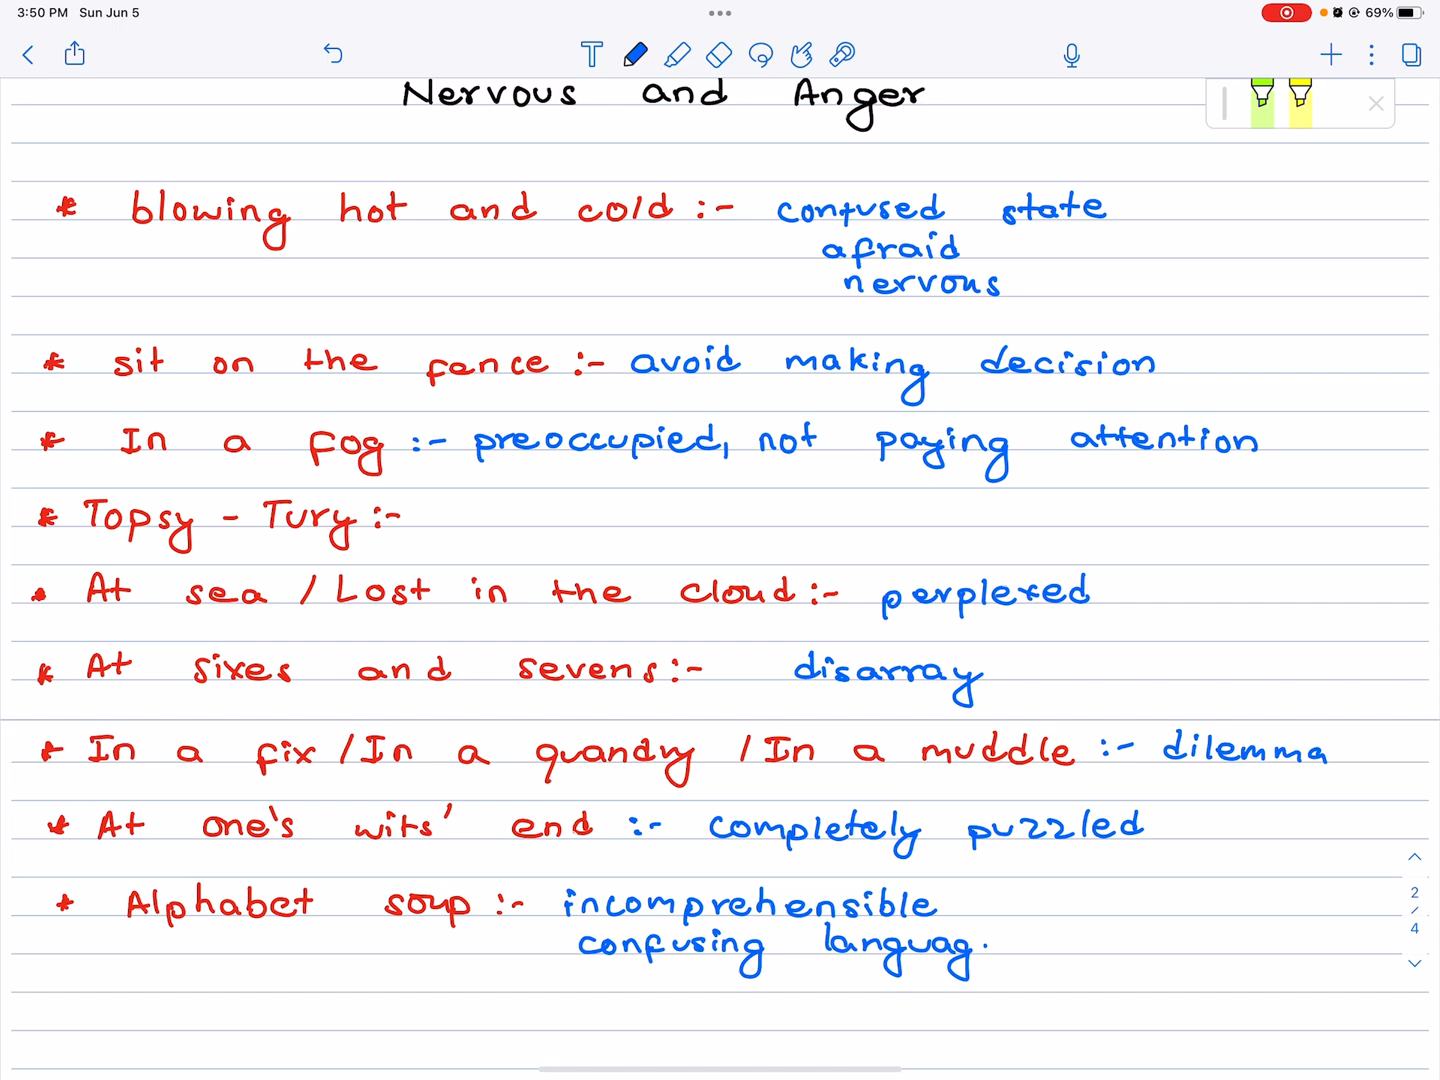 3:50 PM Sun Jun 5 69%
Nervous and Anger
* blowing hot and cold :- confused state
afraid
nervous
* sit on the fence :- avoid making decision
* In a fog :- preoccupied, not paying attention
* Topsy - Tury :-
• At sea / Lost in the cloud :- perplexed
* At sixes and sevens :- disarray
* In a fix / In a quandry / In a muddle :- dilemma
* At one's wits' end :- completely puzzled
* Alphabet soup :- incomprehensible
confusing languag.
2
/
4